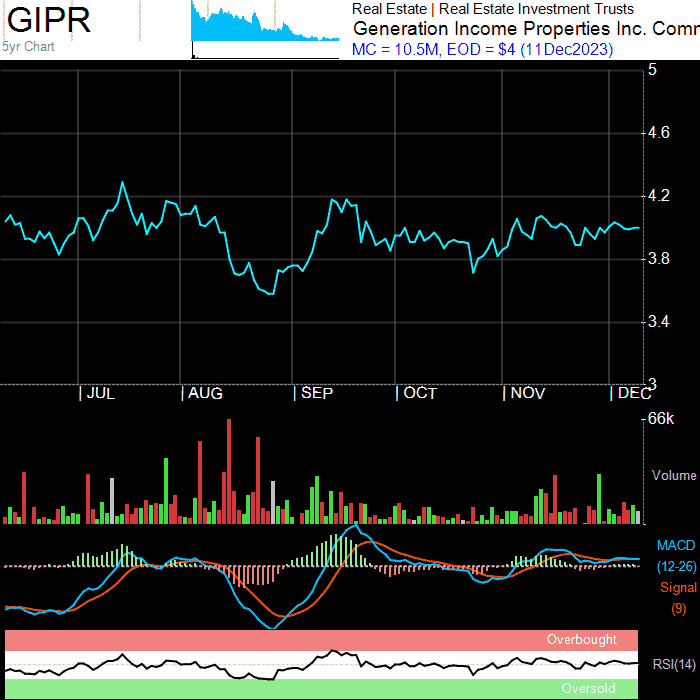 GIPR
5yr Chart
Real Estate | Real Estate Investment Trusts
Generation Income Properties Inc. Comm
MC = 10.5M, EOD = $4 (11Dec2023)
5
4.6
4.2
3.8
3.4
3
| JUL | AUG | SEP | OCT | NOV | DEC
66k
Volume
MACD
(12-26)
Signal
(9)
Overbought
RSI(14)
Oversold